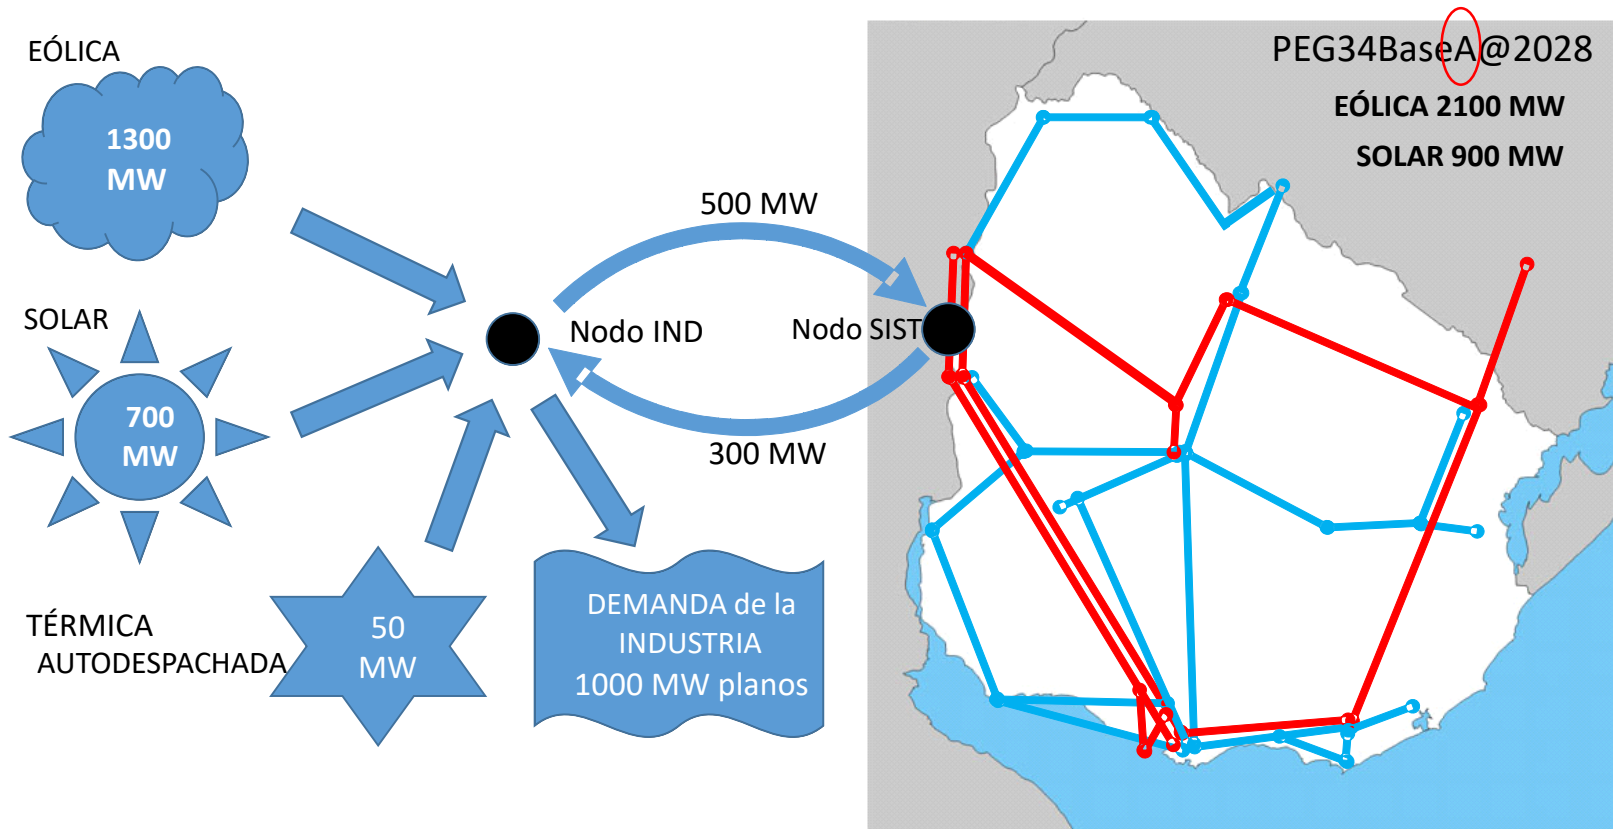 EÓLICA
1300
MW
SOLAR
700
MW
TÉRMICA
AUTODESPACHADA
50
MW
DEMANDA de la
INDUSTRIA
1000 MW planos
Nodo IND
500 MW
300 MW
Nodo SIST
PEG34BaseA@2028
EÓLICA 2100 MW
SOLAR 900 MW